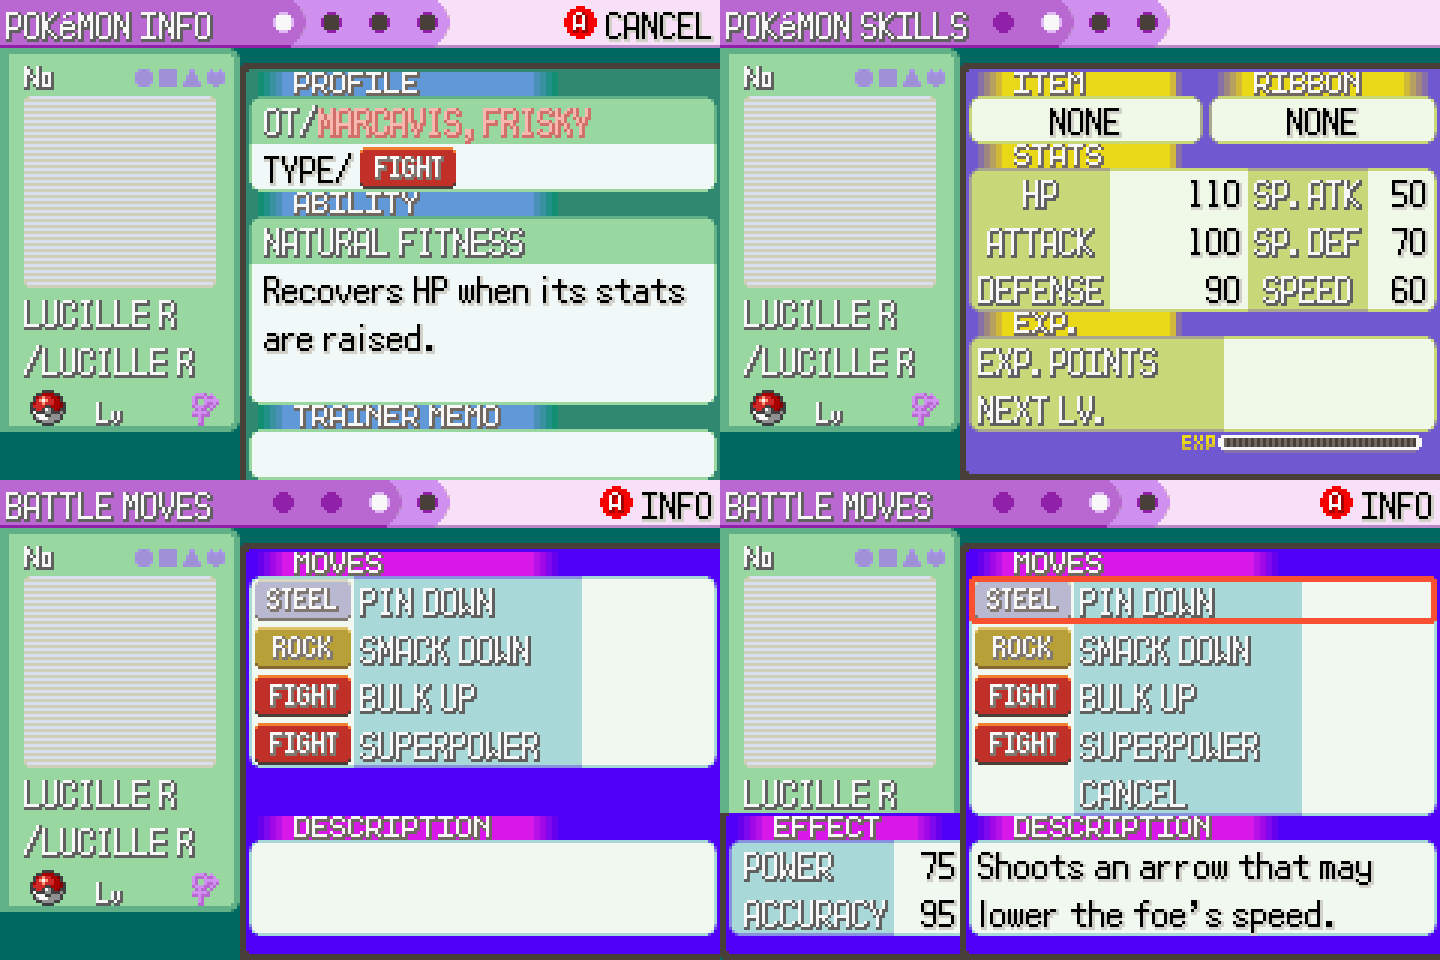 POKéMON INFO
A CANCEL
No
PROFILE
OT/MARCAVIS, FRISKY
TYPE/ FIGHT
ABILITY
NATURAL FITNESS
Recovers HP when its stats
are raised.
TRAINER MEMO
LUCILLE R
/LUCILLE R
Lv
POKéMON SKILLS
No
ITEM
RIBBON
NONE
NONE
STATS
HP 110 SP. ATK 50
ATTACK 100 SP. DEF 70
DEFENSE 90 SPEED 60
EXP.
EXP. POINTS
NEXT LV.
EXP
LUCILLE R
/LUCILLE R
Lv
BATTLE MOVES
A INFO
No
MOVES
STEEL PIN DOWN
ROCK SMACK DOWN
FIGHT BULK UP
FIGHT SUPERPOWER
DESCRIPTION
LUCILLE R
/LUCILLE R
Lv
BATTLE MOVES
A INFO
No
MOVES
STEEL PIN DOWN
ROCK SMACK DOWN
FIGHT BULK UP
FIGHT SUPERPOWER
CANCEL
LUCILLE R
EFFECT
POWER 75
ACCURACY 95
DESCRIPTION
Shoots an arrow that may
lower the foe's speed.